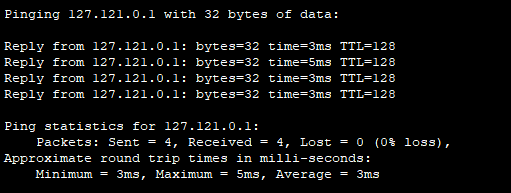 Pinging 127.121.0.1 with 32 bytes of data:
Reply from 127.121.0.1: bytes=32 time=3ms TTL=128
Reply from 127.121.0.1: bytes=32 time=5ms TTL=128
Reply from 127.121.0.1: bytes=32 time=3ms TTL=128
Reply from 127.121.0.1: bytes=32 time=3ms TTL=128
Ping statistics for 127.121.0.1:
Packets: Sent = 4, Received = 4, Lost = 0 (0% loss),
Approximate round trip times in milli-seconds:
Minimum = 3ms, Maximum = 5ms, Average = 3ms